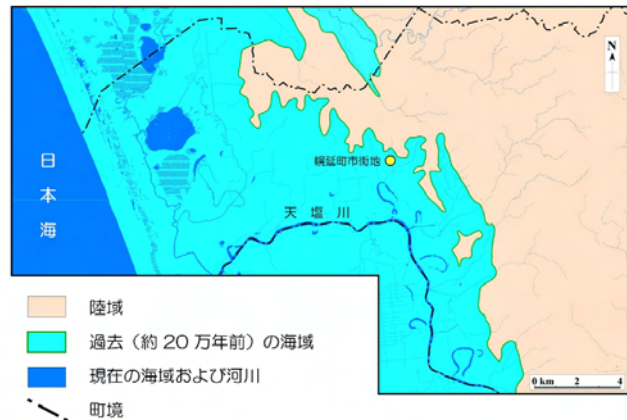 N
幌延町市街地
日本海
天塩川
陸域
過去（約 20 万年前）の海域
現在の海域および河川
町境
0 km 2 4